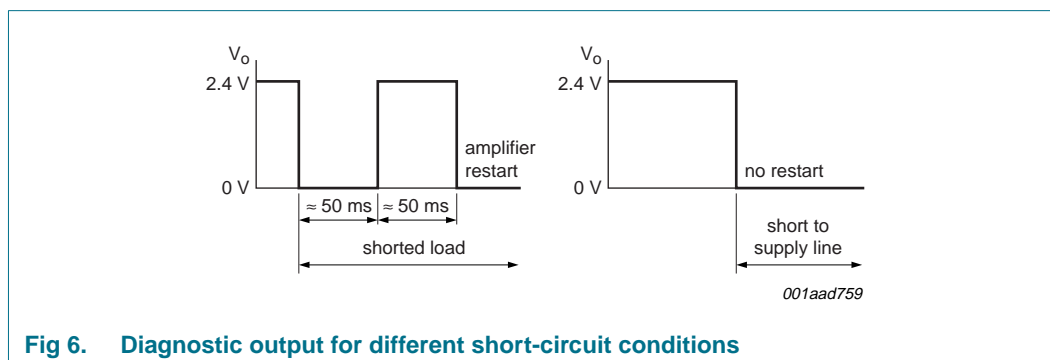 Vo
2.4 V
0 V
amplifier
restart
≈ 50 ms
≈ 50 ms
shorted load
Vo
2.4 V
0 V
no restart
short to
supply line
001aad759
Fig 6. Diagnostic output for different short-circuit conditions